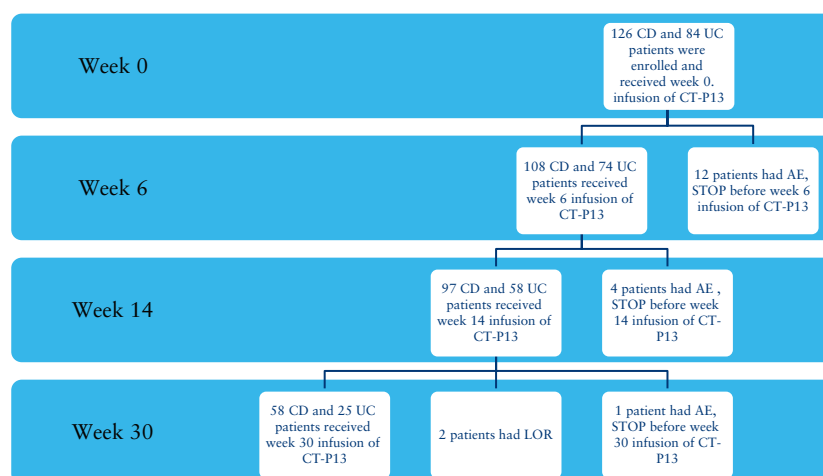 Week 0
126 CD and 84 UC
patients were
enrolled and
received week 0.
infusion of CT-P13
Week 6
108 CD and 74 UC
patients received
week 6 infusion of
CT-P13
12 patients had AE,
STOP before week 6
infusion of CT-P13
Week 14
97 CD and 58 UC
patients received
week 14 infusion of
CT-P13
4 patients had AE ,
STOP before week
14 infusion of CT-
P13
Week 30
58 CD and 25 UC
patients received
week 30 infusion of
CT-P13
2 patients had LOR
1 patient had AE,
STOP before week
30 infusion of CT-
P13